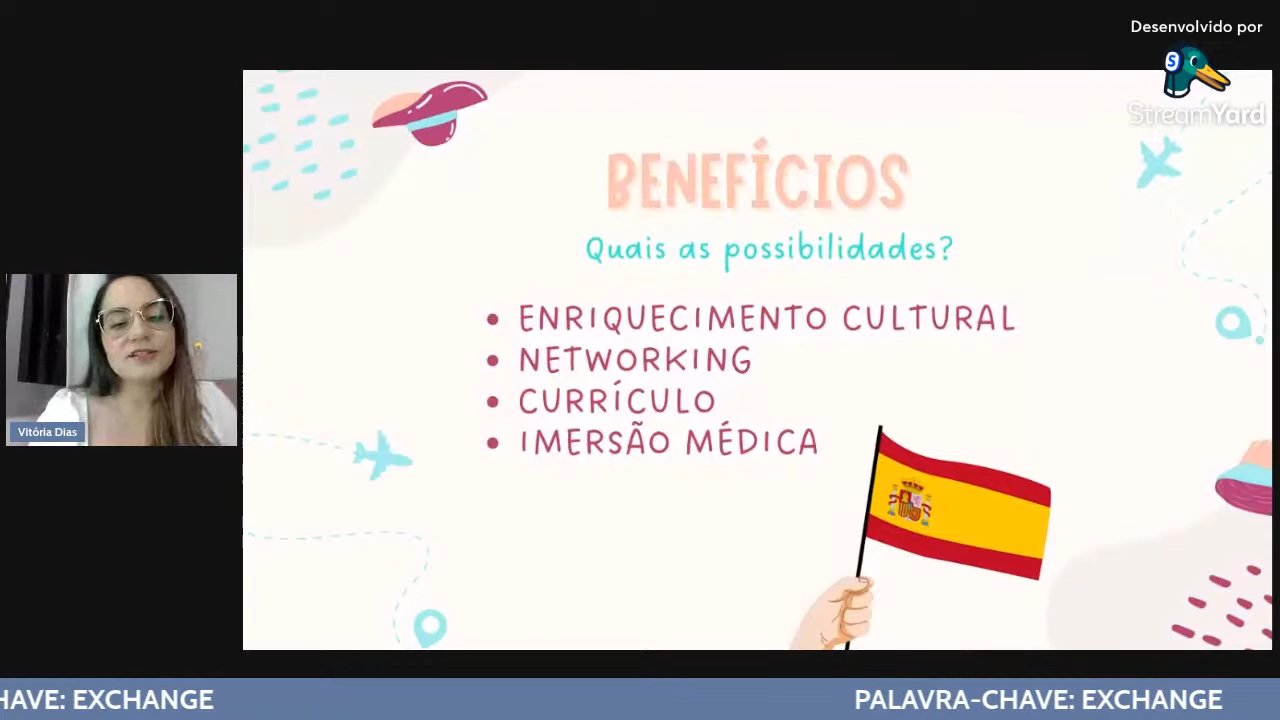 Desenvolvido por
StreamYard
BENEFÍCIOS
Quais as possibilidades?
• ENRIQUECIMENTO CULTURAL
• NETWORKING
• CURRÍCULO
• IMERSÃO MÉDICA
Vitória Dias
HAVE: EXCHANGE
PALAVRA-CHAVE: EXCHANGE